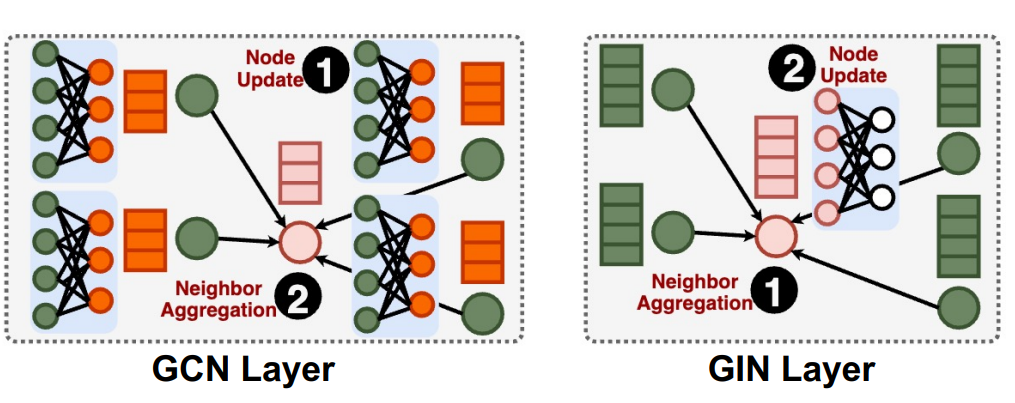 Node
Update
1
Neighbor
Aggregation
2
GCN Layer
2
Node
Update
Neighbor
Aggregation
1
GIN Layer